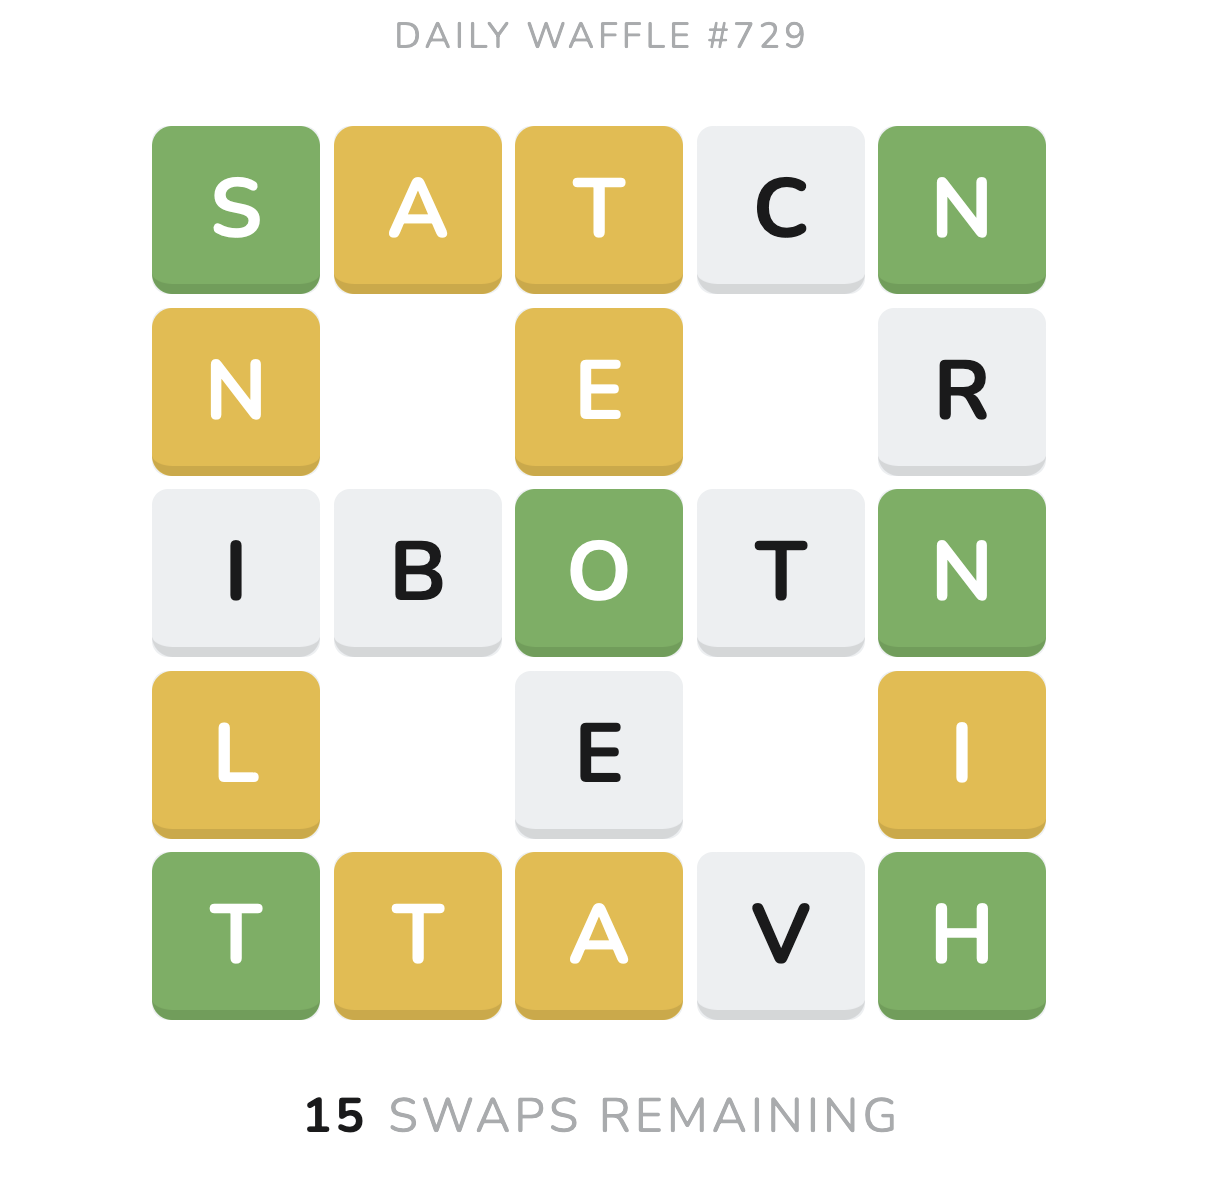 DAILY WAFFLE #729
S A T C N
N E R
I B O T N
L E I
T T A V H
15 SWAPS REMAINING